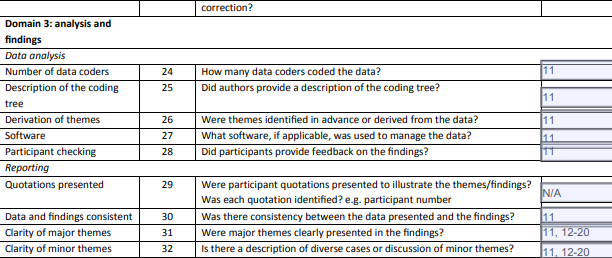 correction?
Domain 3: analysis and
findings
Data analysis
Number of data coders 24 How many data coders coded the data? 11
Description of the coding 25 Did authors provide a description of the coding tree? 11
tree
Derivation of themes 26 Were themes identified in advance or derived from the data? 11
Software 27 What software, if applicable, was used to manage the data? 11
Participant checking 28 Did participants provide feedback on the findings? 11
Reporting
Quotations presented 29 Were participant quotations presented to illustrate the themes/findings?
Was each quotation identified? e.g. participant number N/A
Data and findings consistent 30 Was there consistency between the data presented and the findings? 11
Clarity of major themes 31 Were major themes clearly presented in the findings? 11, 12-20
Clarity of minor themes 32 Is there a description of diverse cases or discussion of minor themes? 11, 12-20